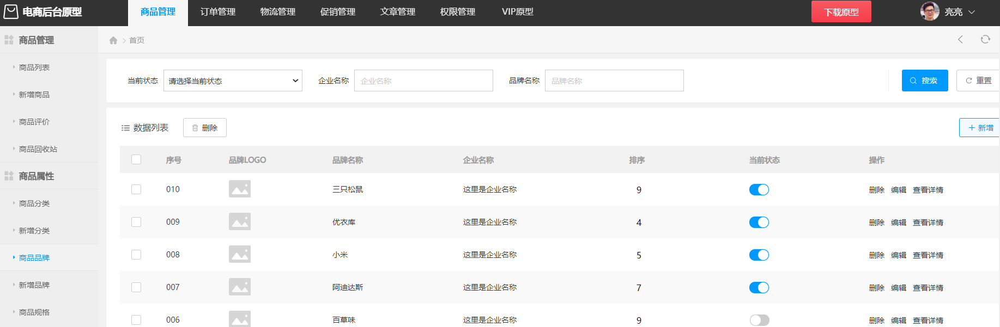 电商后台原型 商品管理 订单管理 物流管理 促销管理 文章管理 权限管理 VIP原型 下载原型 亮亮
商品管理
首页
商品列表
新增商品
商品评价
商品回收站
商品属性
商品分类
新增分类
商品品牌
新增品牌
商品规格
当前状态 请选择当前状态 企业名称 企业名称 品牌名称 品牌名称 搜索 重置
数据列表 删除 新增
序号 品牌LOGO 品牌名称 企业名称 排序 当前状态 操作
010 三只松鼠 这里是企业名称 9 删除 编辑 查看详情
009 优衣库 这里是企业名称 4 删除 编辑 查看详情
008 小米 这里是企业名称 5 删除 编辑 查看详情
007 阿迪达斯 这里是企业名称 7 删除 编辑 查看详情
006 百草味 这里是企业名称 9 删除 编辑 查看详情